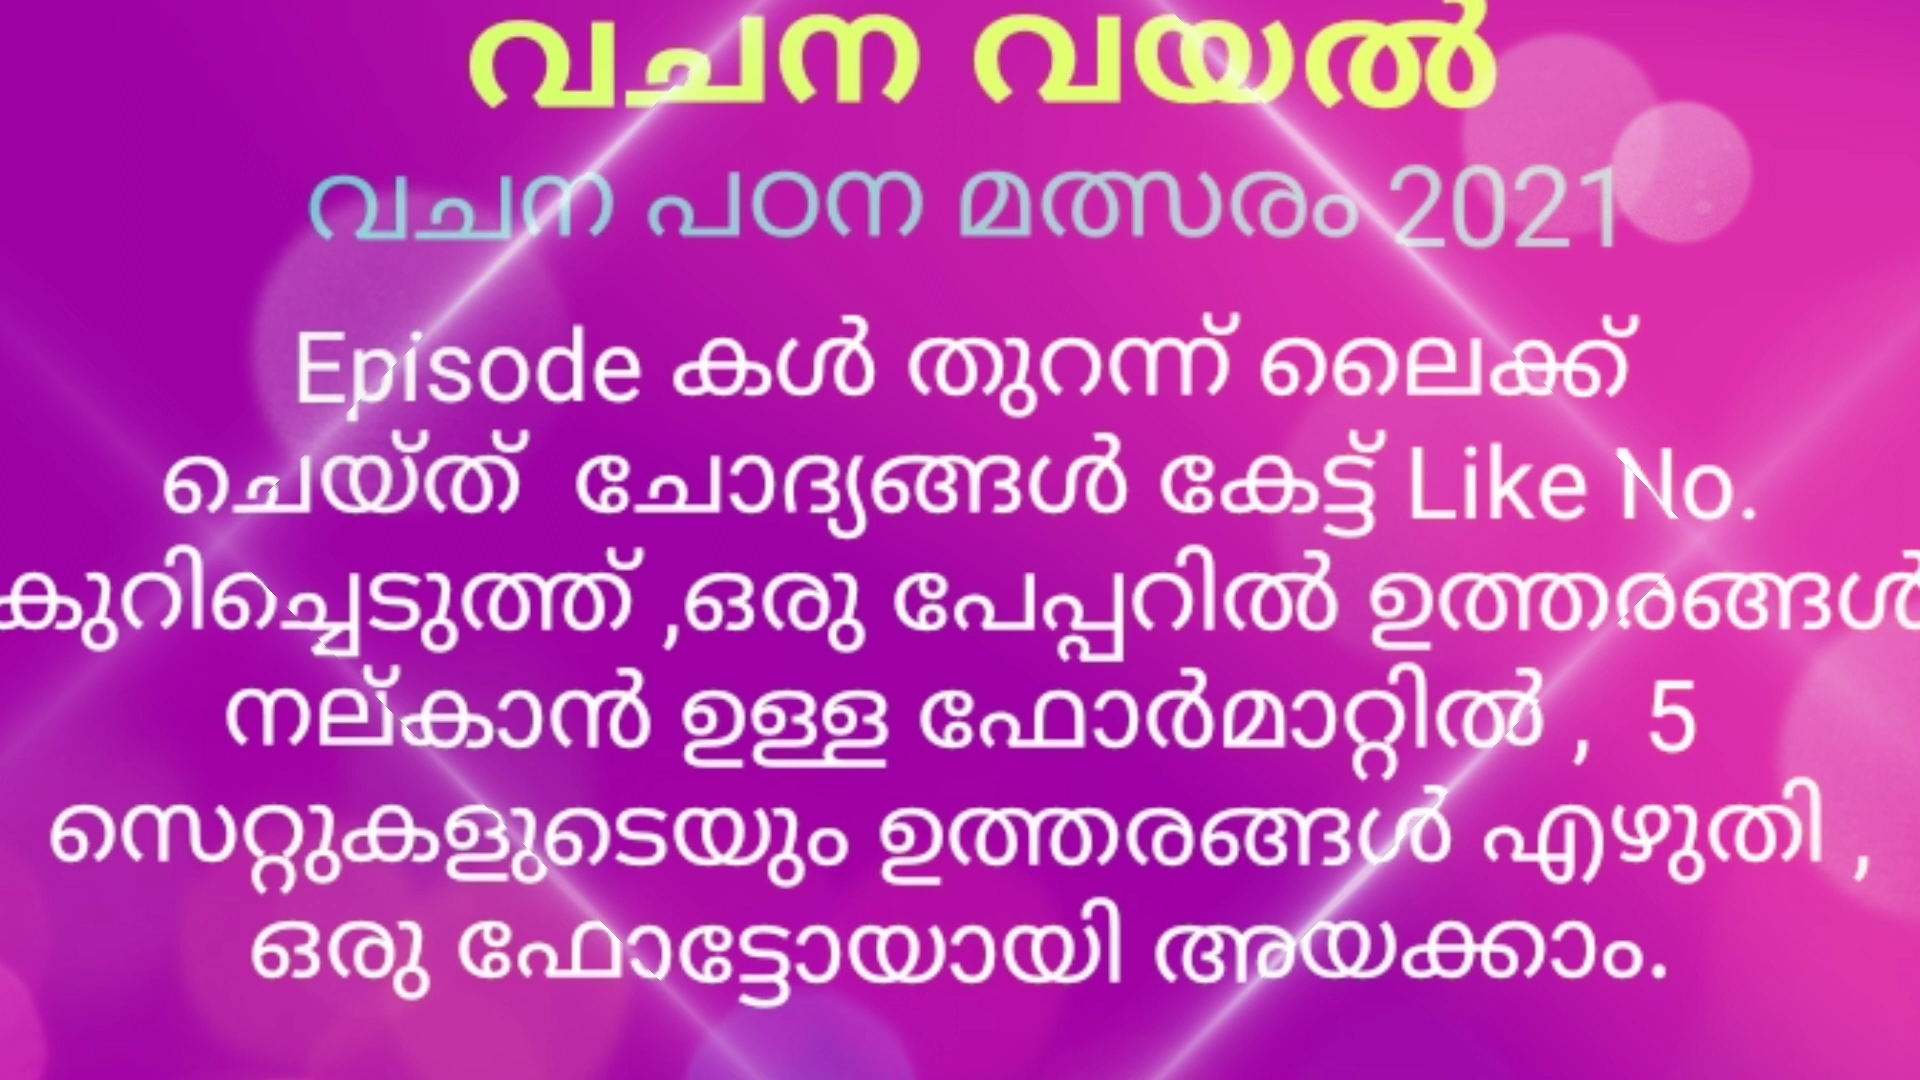 വചന വയൽ
വചന പഠന മത്സരം 2021
Episode കൾ തുറന്ന് ലൈക്ക്
ചെയ്ത് ചോദ്യങ്ങൾ കേട്ട് Like No.
കുറിച്ചെടുത്ത് ,ഒരു പേപ്പറിൽ ഉത്തരങ്ങൾ
നല്കാൻ ഉള്ള ഫോർമാറ്റിൽ , 5
സെറ്റുകളുടെയും ഉത്തരങ്ങൾ എഴുതി ,
ഒരു ഫോട്ടോയായി അയക്കാം.